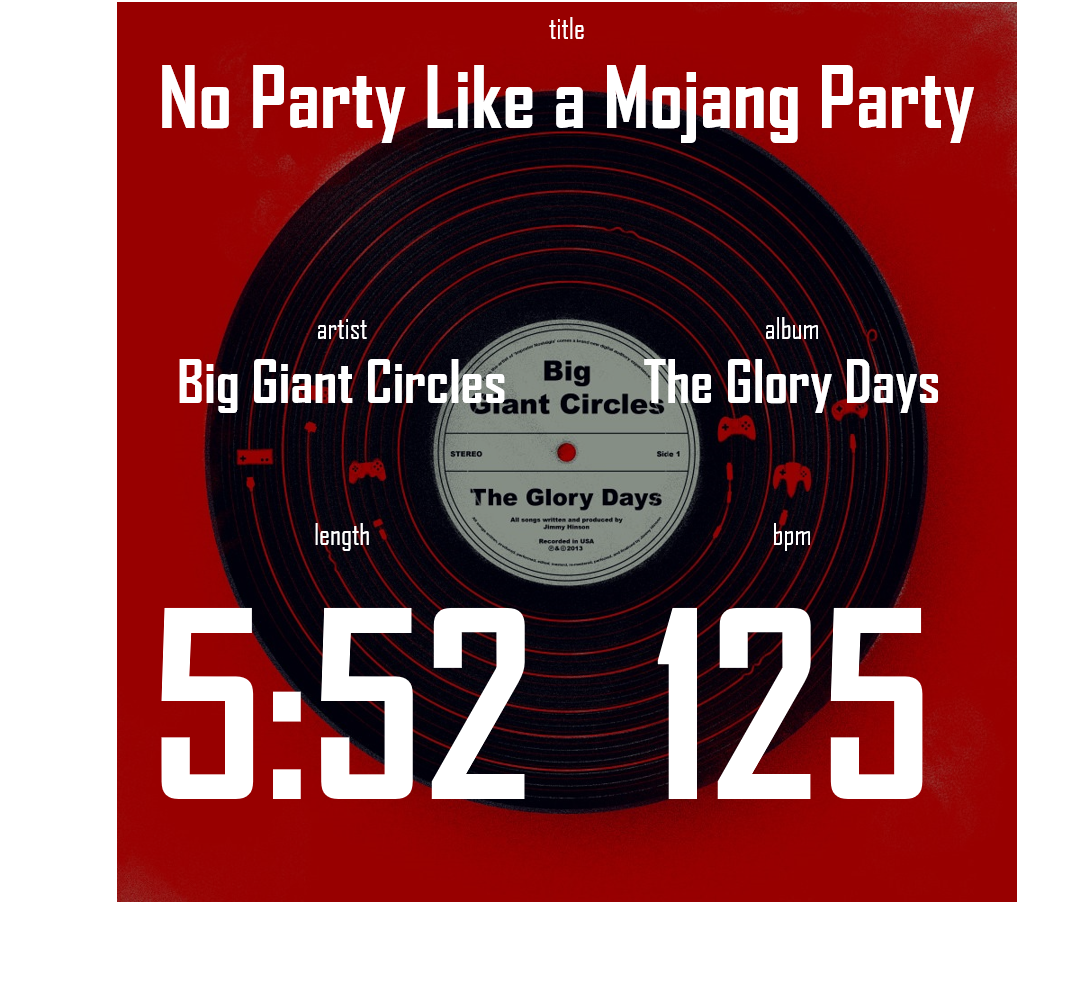 title
No Party Like a Mojang Party
artist
album
Big Giant Circles
The Glory Days
Big
Giant Circles
STEREO
Side 1
The Glory Days
All songs written and produced by
Jimmy Hinson
Recorded in USA
℗&©2013
length
bpm
5:52
125